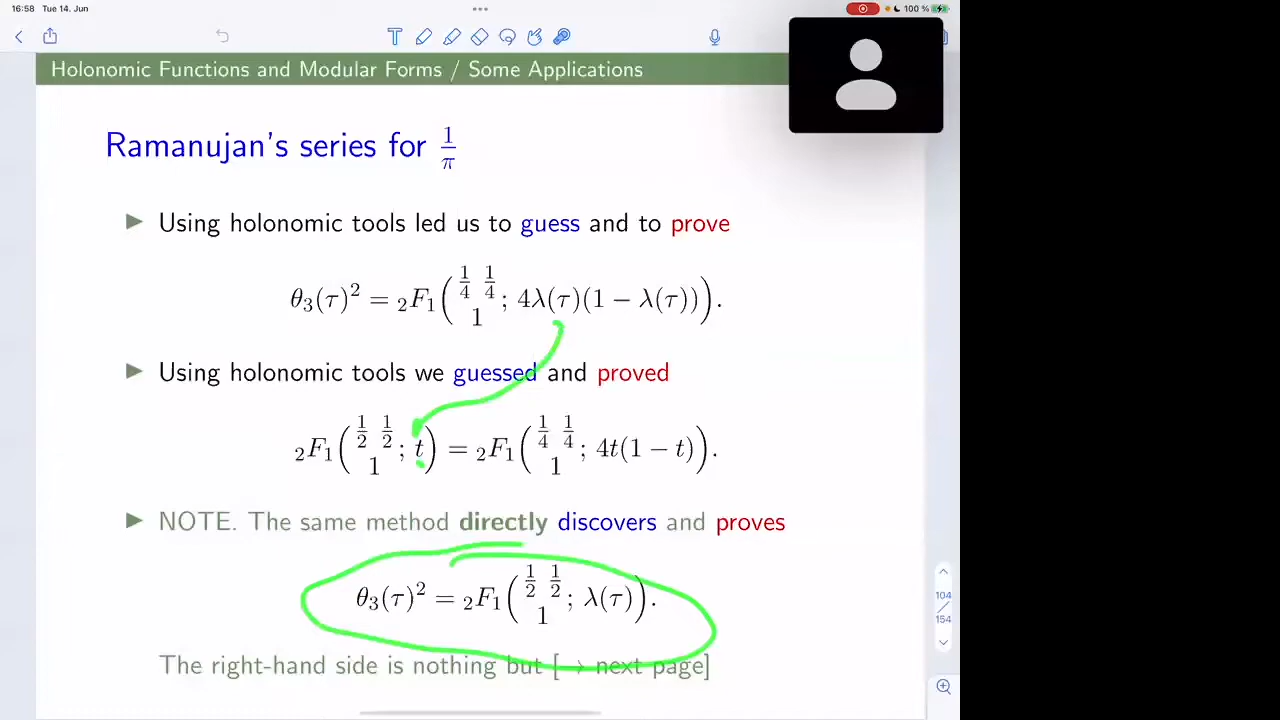 16:58 Tue 14. Jun
100 %
Holonomic Functions and Modular Forms / Some Applications
Ramanujan's series for 1/π
▶ Using holonomic tools led us to guess and to prove
θ₃(τ)² = ₂F₁(1/4 1/4 1; 4λ(τ)(1 − λ(τ))).
▶ Using holonomic tools we guessed and proved
₂F₁(1/2 1/2 1; t) = ₂F₁(1/4 1/4 1; 4t(1 − t)).
▶ NOTE. The same method directly discovers and proves
θ₃(τ)² = ₂F₁(1/2 1/2 1; λ(τ)).
The right-hand side is nothing but [→ next page]
104
/
154